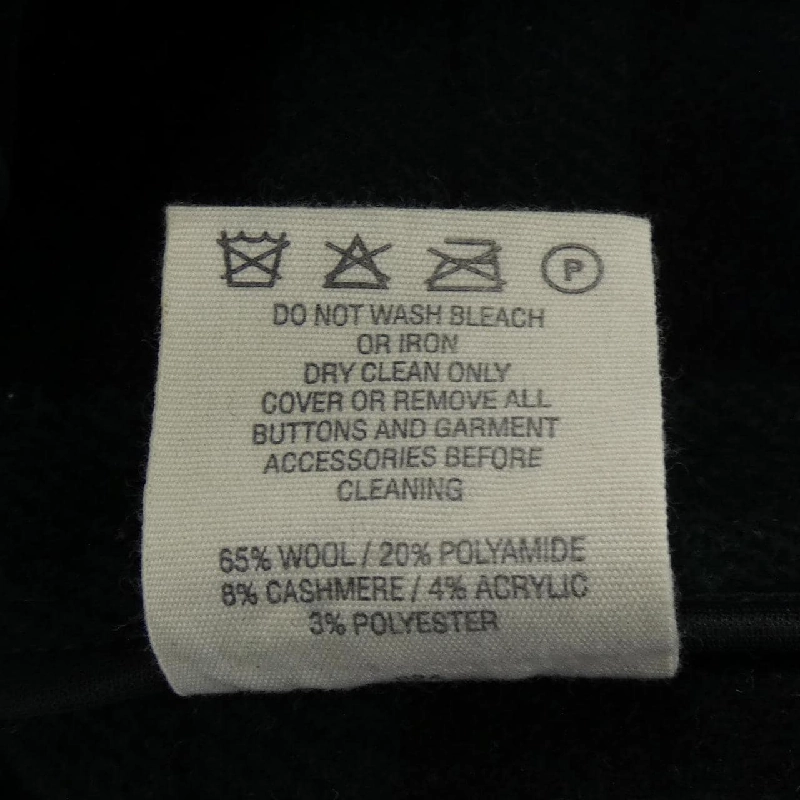 P
DO NOT WASH BLEACH
OR IRON
DRY CLEAN ONLY
COVER OR REMOVE ALL
BUTTONS AND GARMENT
ACCESSORIES BEFORE
CLEANING
65% WOOL / 20% POLYAMIDE
8% CASHMERE / 4% ACRYLIC
3% POLYESTER